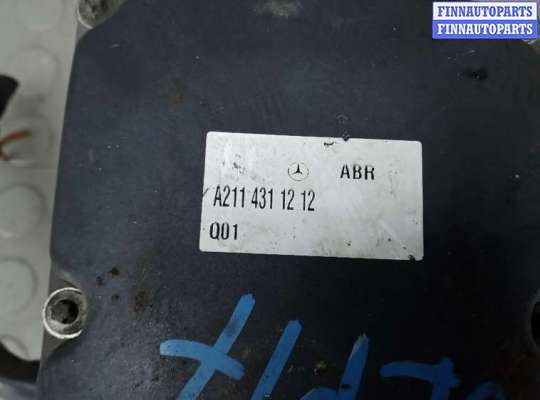 FINNAUTOPARTS
FINNAUTOPARTS
ABR
A211 431 12 12
Q01